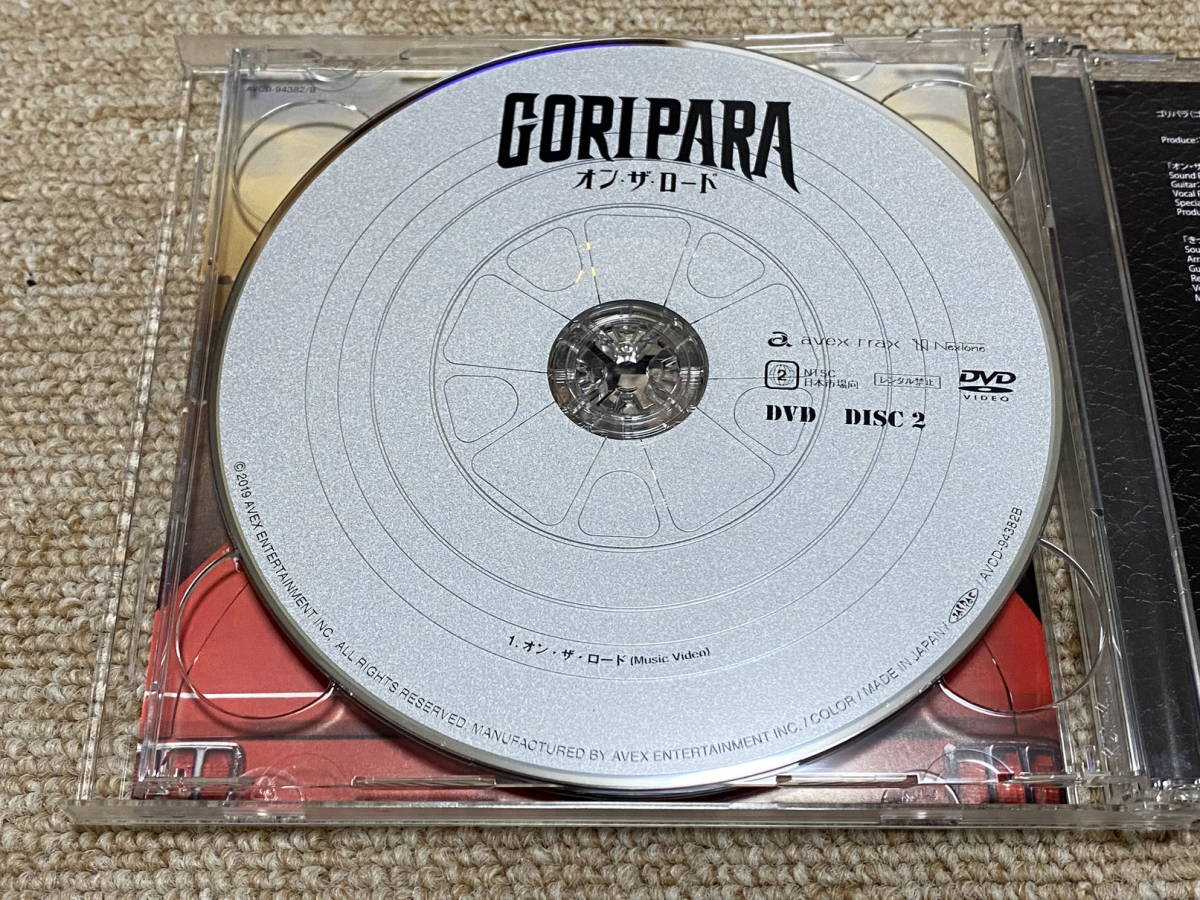 AVCD-94382/B
GORIPARA
オン・ザ・ロード
avex trax NexTone
2 NTSC
日本市場向
レンタル禁止
DVD
VIDEO
DVD DISC 2
1. オン・ザ・ロード (Music Video)
©2019 AVEX ENTERTAINMENT INC. ALL RIGHTS RESERVED. MANUFACTURED BY AVEX ENTERTAINMENT INC. / COLOR / MADE IN JAPAN / JASRAC / AVCD-94382B
ゴリパラ
Produce:
「オン・ザ
Sound
Guitar
Vocal
Specia
Produ